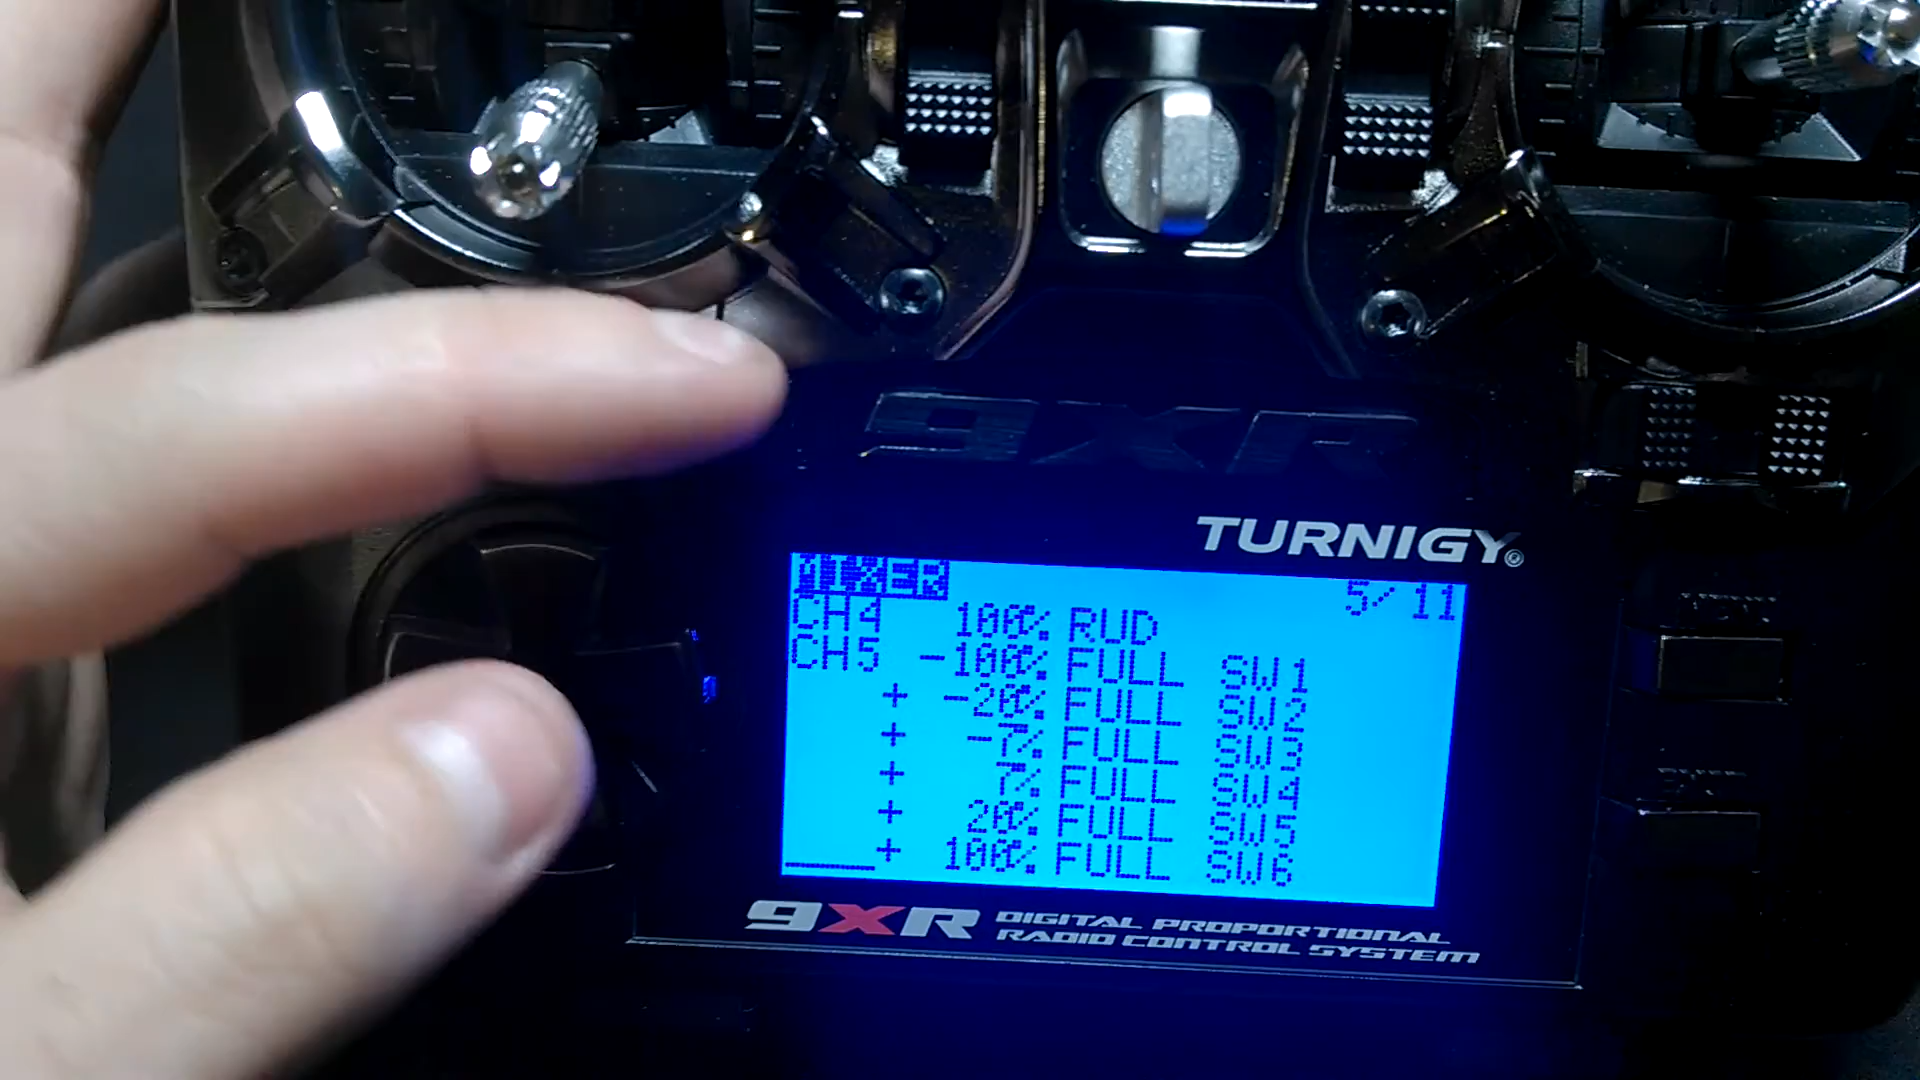 9XR
TURNIGY®
MIXER 5/11
CH4 100% RUD
CH5 -100% FULL SW1
+ -20% FULL SW2
+ -7% FULL SW3
+ 7% FULL SW4
+ 20% FULL SW5
+ 100% FULL SW6
9XR DIGITAL PROPORTIONAL
RADIO CONTROL SYSTEM